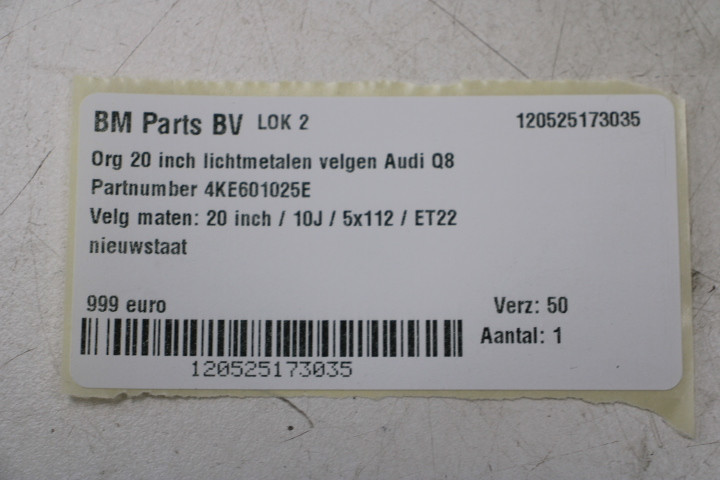 BM Parts BV LOK 2 120525173035
Org 20 inch lichtmetalen velgen Audi Q8
Partnumber 4KE601025E
Velg maten: 20 inch / 10J / 5x112 / ET22
nieuwstaat
999 euro Verz: 50
Aantal: 1
120525173035